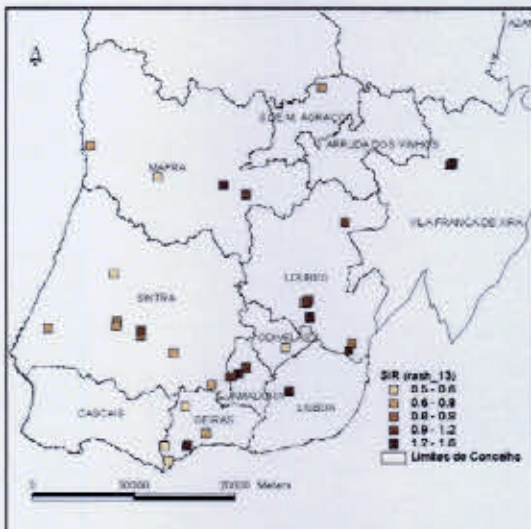 A
S DE M. AGRAÇO
ARRUDA DOS VINHOS
MAFRA
VILA FRANCA DE XIRA
LOURES
SINTRA
ODIVELAS
AMADORA
CASCAIS
OEIRAS
LISBOA
SIR (rash_13)
0.5 - 0.6
0.6 - 0.8
0.8 - 0.9
0.9 - 1.2
1.2 - 1.6
Limites de Concelho
0
Meters